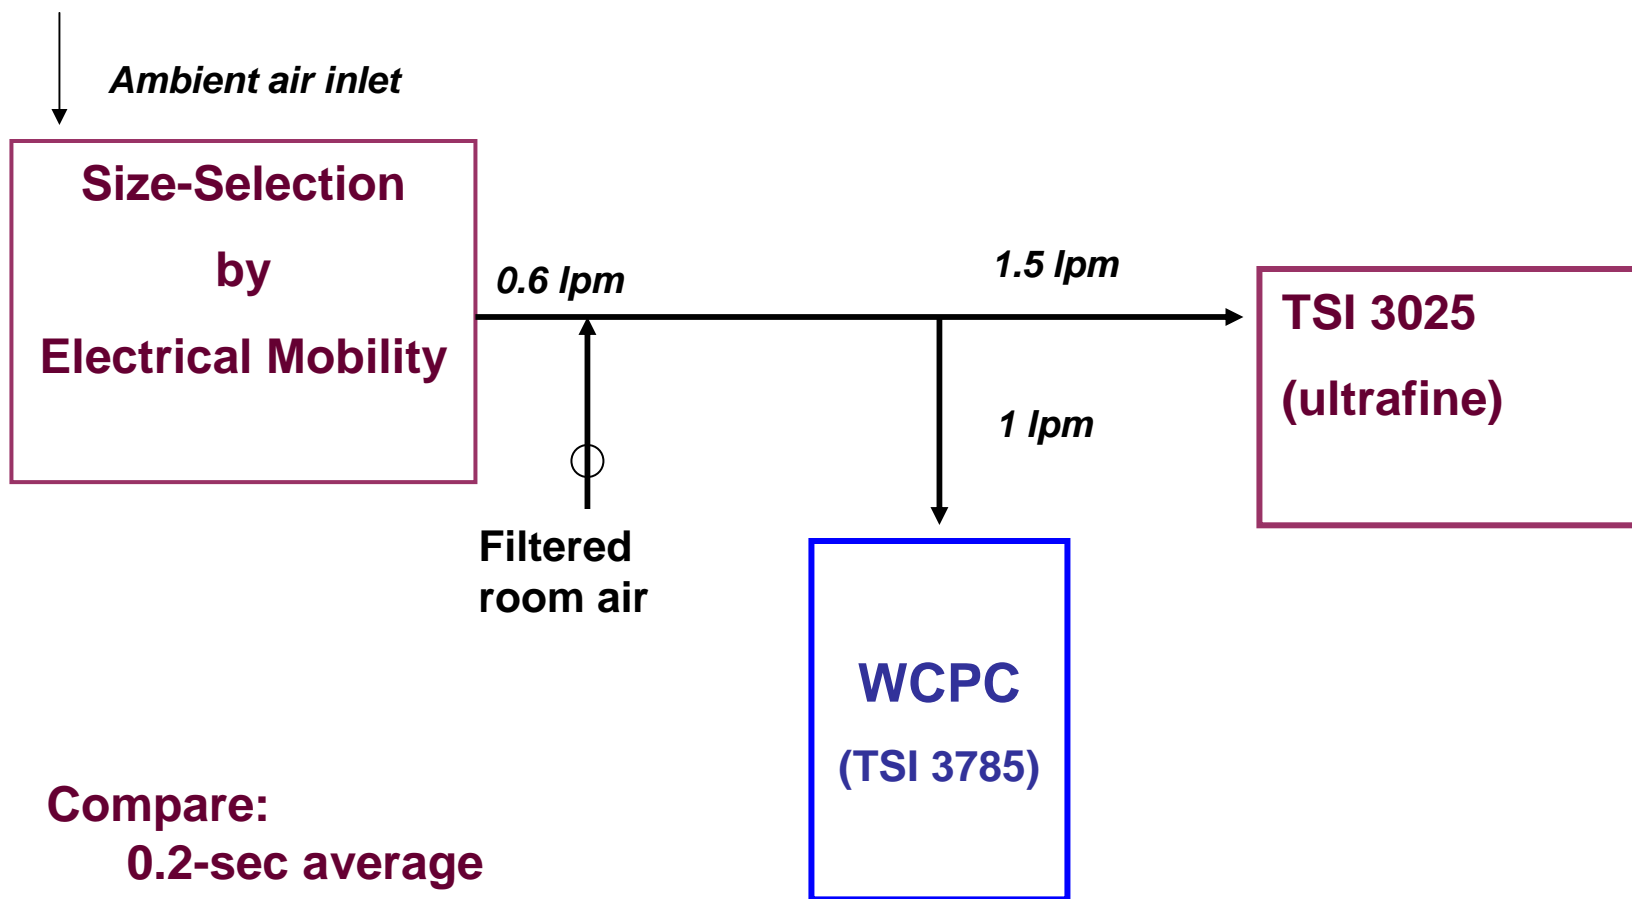 Ambient air inlet
Size-Selection
by
Electrical Mobility
0.6 lpm
1.5 lpm
TSI 3025
(ultrafine)
1 lpm
Filtered
room air
WCPC
(TSI 3785)
Compare:
0.2-sec average